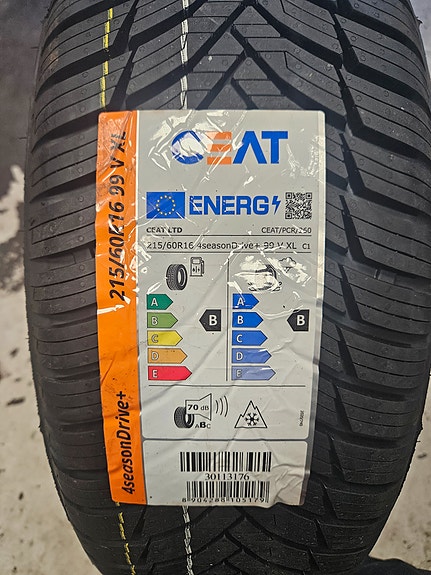 CEAT
ENERG
CEAT LTD
CEAT/PCR/250
215/60R16 4seasonDrive+ 99 V XL C1
A
B
C
D
E
B
A
B
C
D
E
B
70 dB
ABC
30113176
8904288105179
215/60R16 99 V XL
4seasonDrive+